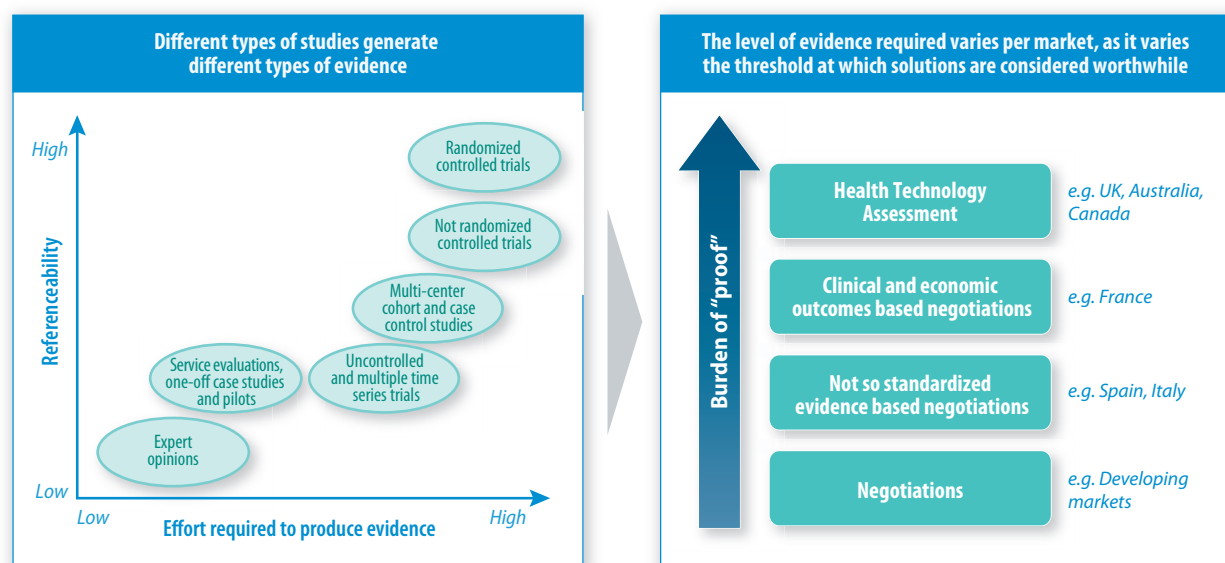 Different types of studies generate
different types of evidence
High
Referenceability
Low
Low
Effort required to produce evidence
High
Randomized
controlled trials
Not randomized
controlled trials
Multi-center
cohort and case
control studies
Service evaluations,
one-off case studies
and pilots
Uncontrolled
and multiple time
series trials
Expert
opinions
The level of evidence required varies per market, as it varies
the threshold at which solutions are considered worthwhile
Burden of “proof”
Health Technology
Assessment
e.g. UK, Australia,
Canada
Clinical and economic
outcomes based negotiations
e.g. France
Not so standardized
evidence based negotiations
e.g. Spain, Italy
Negotiations
e.g. Developing
markets